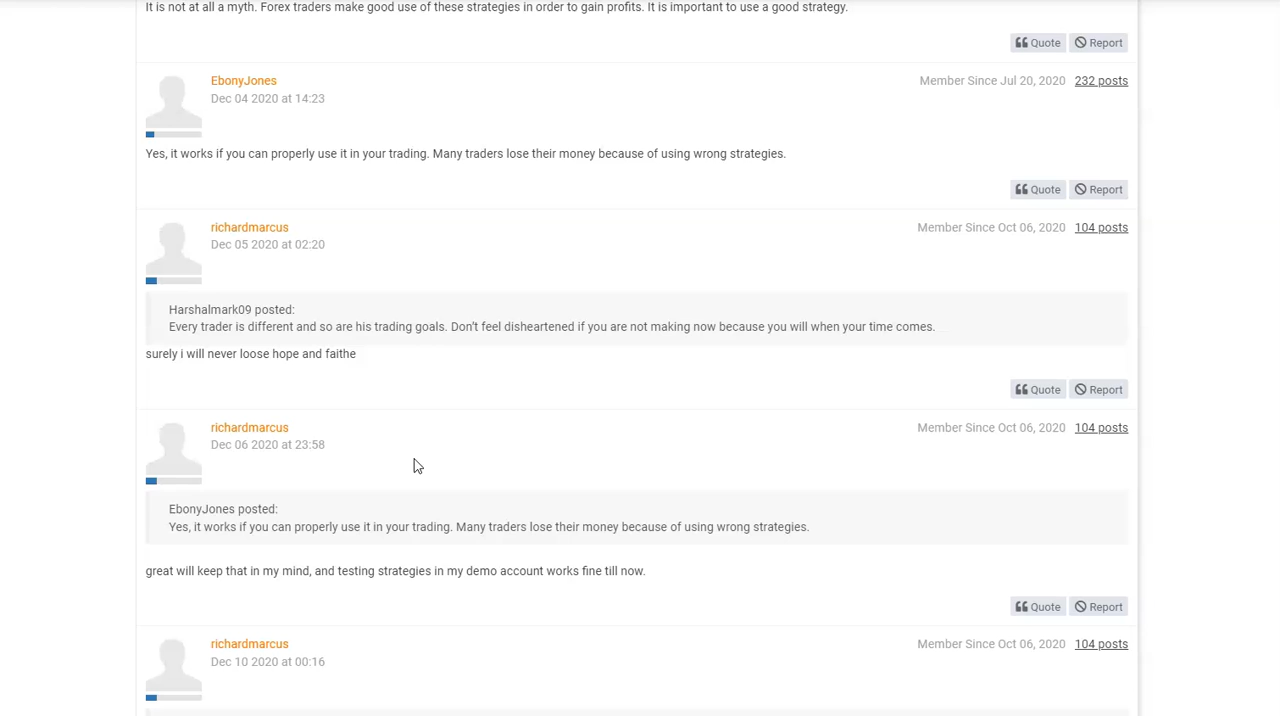 It is not at all a myth. Forex traders make good use of these strategies in order to gain profits. It is important to use a good strategy.
Quote Report
EbonyJones Member Since Jul 20, 2020 232 posts
Dec 04 2020 at 14:23
Yes, it works if you can properly use it in your trading. Many traders lose their money because of using wrong strategies.
Quote Report
richardmarcus Member Since Oct 06, 2020 104 posts
Dec 05 2020 at 02:20
Harshalmark09 posted:
Every trader is different and so are his trading goals. Don't feel disheartened if you are not making now because you will when your time comes.
surely i will never loose hope and faithe
Quote Report
richardmarcus Member Since Oct 06, 2020 104 posts
Dec 06 2020 at 23:58
EbonyJones posted:
Yes, it works if you can properly use it in your trading. Many traders lose their money because of using wrong strategies.
great will keep that in my mind, and testing strategies in my demo account works fine till now.
Quote Report
richardmarcus Member Since Oct 06, 2020 104 posts
Dec 10 2020 at 00:16